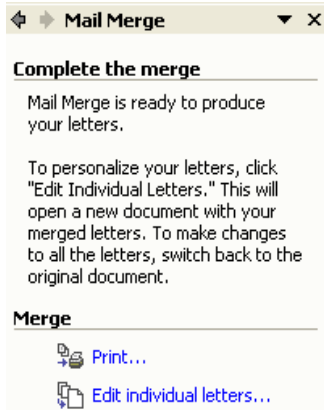 Mail Merge
Complete the merge
Mail Merge is ready to produce
your letters.
To personalize your letters, click
"Edit Individual Letters." This will
open a new document with your
merged letters. To make changes
to all the letters, switch back to the
original document.
Merge
Print...
Edit individual letters...